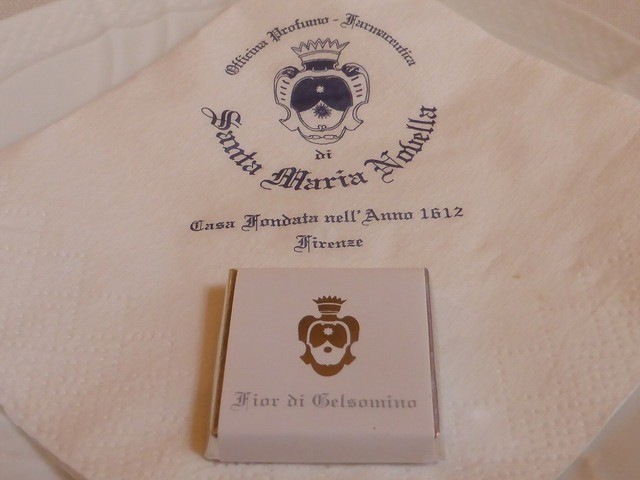 Officina Profumo - Farmaceutica
di
Santa Maria Novella
Casa Fondata nell'Anno 1612
Firenze
Fior di Gelsomino